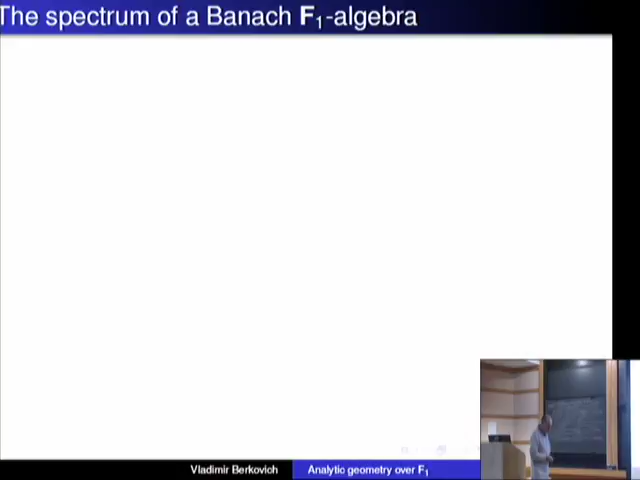 The spectrum of a Banach F₁-algebra
Vladimir Berkovich
Analytic geometry over F₁